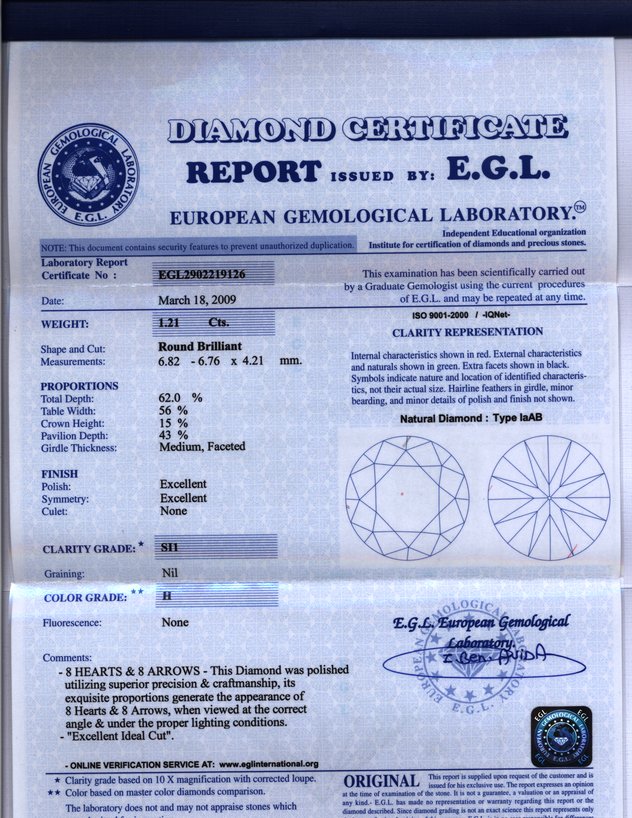 DIAMOND CERTIFICATE
REPORT ISSUED BY: E.G.L.
EUROPEAN GEMOLOGICAL LABORATORY.™
EUROPEAN GEMOLOGICAL LABORATORY
E.G.L.
Independent Educational organization
Institute for certification of diamonds and precious stones.
NOTE: This document contains security features to prevent unauthorized duplication.
Laboratory Report
Certificate No : EGL2902219126
Date: March 18, 2009
WEIGHT: 1.21 Cts.
Shape and Cut: Round Brilliant
Measurements: 6.82 - 6.76 x 4.21 mm.
PROPORTIONS
Total Depth: 62.0 %
Table Width: 56 %
Crown Height: 15 %
Pavilion Depth: 43 %
Girdle Thickness: Medium, Faceted
FINISH
Polish: Excellent
Symmetry: Excellent
Culet: None
CLARITY GRADE: * SI1
Graining: Nil
COLOR GRADE: ** H
Fluorescence: None
Comments:
- 8 HEARTS & 8 ARROWS - This Diamond was polished
utilizing superior precision & craftmanship, its
exquisite proportions generate the appearance of
8 Hearts & 8 Arrows, when viewed at the correct
angle & under the proper lighting conditions.
- "Excellent Ideal Cut".
- ONLINE VERIFICATION SERVICE AT: www.eglinternational.org
* Clarity grade based on 10 X magnification with corrected loupe.
** Color based on master color diamonds comparison.
The laboratory does not and may not appraise stones which
This examination has been scientifically carried out
by a Graduate Gemologist using the current procedures
of E.G.L. and may be repeated at any time.
ISO 9001-2000 / -IQNet-
CLARITY REPRESENTATION
Internal characteristics shown in red. External characteristics
and naturals shown in green. Extra facets shown in black.
Symbols indicate nature and location of identified characteris-
tics, not their actual size. Hairline feathers in girdle, minor
bearding, and minor details of polish and finish not shown.
Natural Diamond : Type IaAB
E.G.L. European Gemological
Laboratory.
I. Ben. AVIDA
EUROPEAN GEMOLOGICAL
E.G.L.
EGL EGL
EGL EGL
ORIGINAL
This report is supplied upon request of the customer and is
issued for his exclusive use. The report expresses an opinion
at the time of examination of the stone. It is not a guarantee, a valuation or an appraisal of
any kind.- E.G.L. has made no representation or warranty regarding this report or the
diamond described. Since diamond grading is not an exact science this report represents only